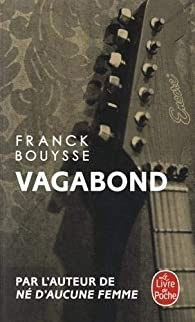 FRANCK
BOUYSSE
VAGABOND
PAR L'AUTEUR DE
NÉ D'AUCUNE FEMME
Le
Livre de
Poche